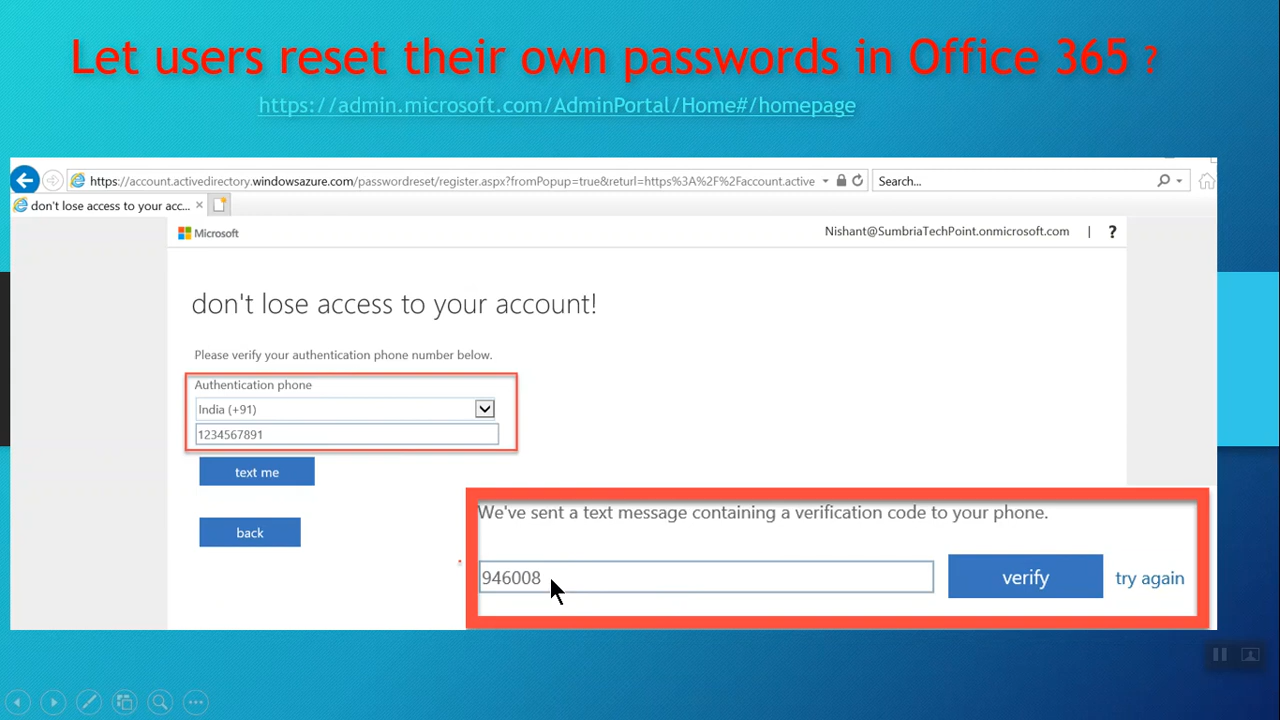 Let users reset their own passwords in Office 365 ?
https://admin.microsoft.com/AdminPortal/Home#/homepage
https://account.activedirectory.windowsazure.com/passwordreset/register.aspx?fromPopup=true&returl=https%3A%2F%2Faccount.active
Search...
don't lose access to your acc...
Microsoft
Nishant@SumbriaTechPoint.onmicrosoft.com | ?
don't lose access to your account!
Please verify your authentication phone number below.
Authentication phone
India (+91)
1234567891
text me
back
We've sent a text message containing a verification code to your phone.
946008
verify
try again